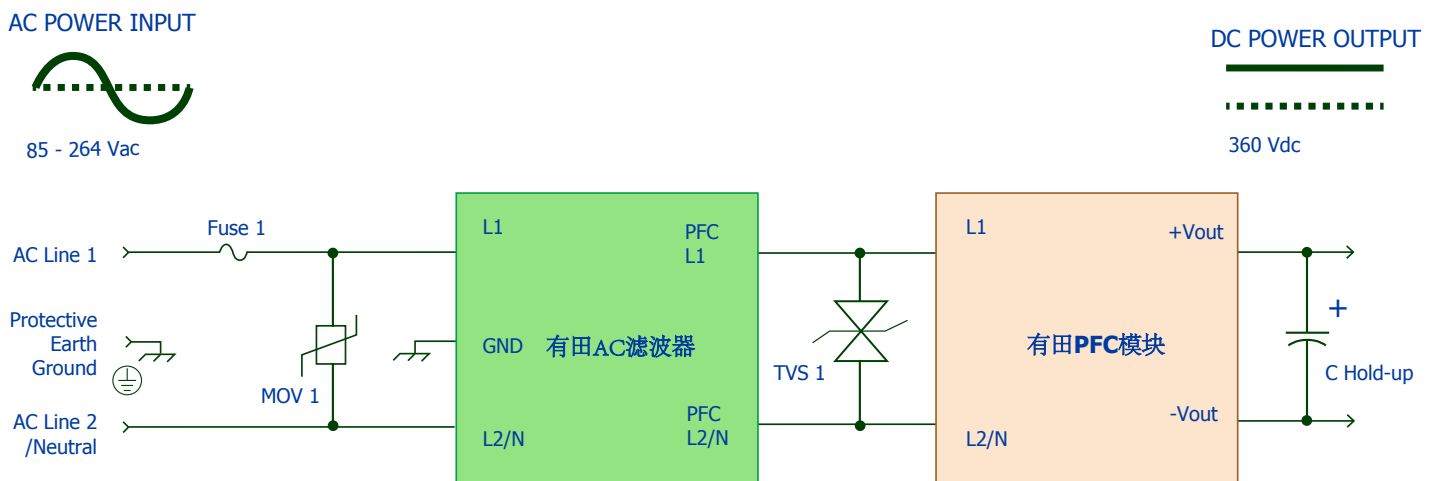 AC POWER INPUT
DC POWER OUTPUT
85 - 264 Vac
360 Vdc
Fuse 1
AC Line 1
Protective
Earth
Ground
AC Line 2
/Neutral
MOV 1
L1
PFC
L1
GND
有田AC滤波器
PFC
L2/N
L2/N
TVS 1
L1
+Vout
有田PFC模块
-Vout
L2/N
+
C Hold-up